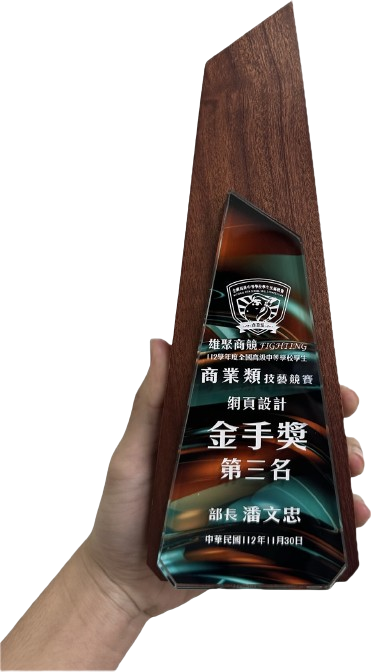 雄聚商競 FIGHTENG
112學年度全國高級中等學校學生
商業類技藝競賽
網頁設計
金手獎
第三名
部長 潘文忠
中華民國112年11月30日